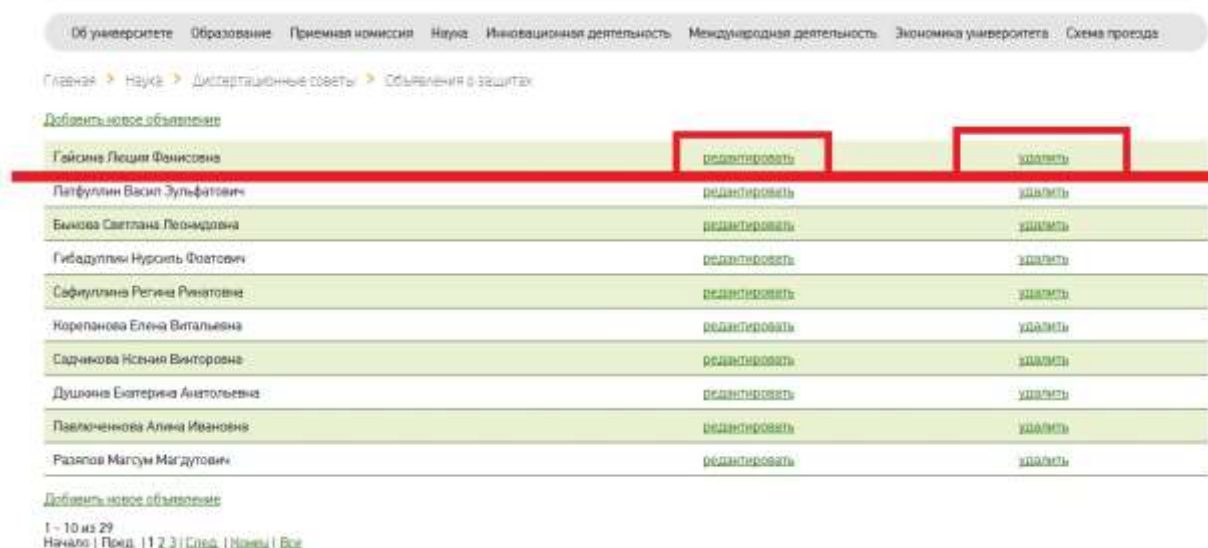 Об университете Образование Приемная комиссия Наука Инновационная деятельность Международная деятельность Экономика университета Схема проезда
Главная > Наука > Диссертационные советы > Объявления о защитах
Добавить новое объявление
Гайсина Люция Фанисовна редактировать удалить
Латфуллин Васил Зульфатович редактировать удалить
Быкова Светлана Леонидовна редактировать удалить
Гибадуллин Нурсиль Фоатович редактировать удалить
Сафиуллина Регина Ринатовна редактировать удалить
Корепанова Елена Витальевна редактировать удалить
Садчикова Ксения Викторовна редактировать удалить
Душкина Екатерина Анатольевна редактировать удалить
Павлюченкова Алина Ивановна редактировать удалить
Разяпов Магсум Магдутович редактировать удалить
Добавить новое объявление
1 - 10 из 29
Начало | Пред. | 1 2 3 | След. | Конец | Все